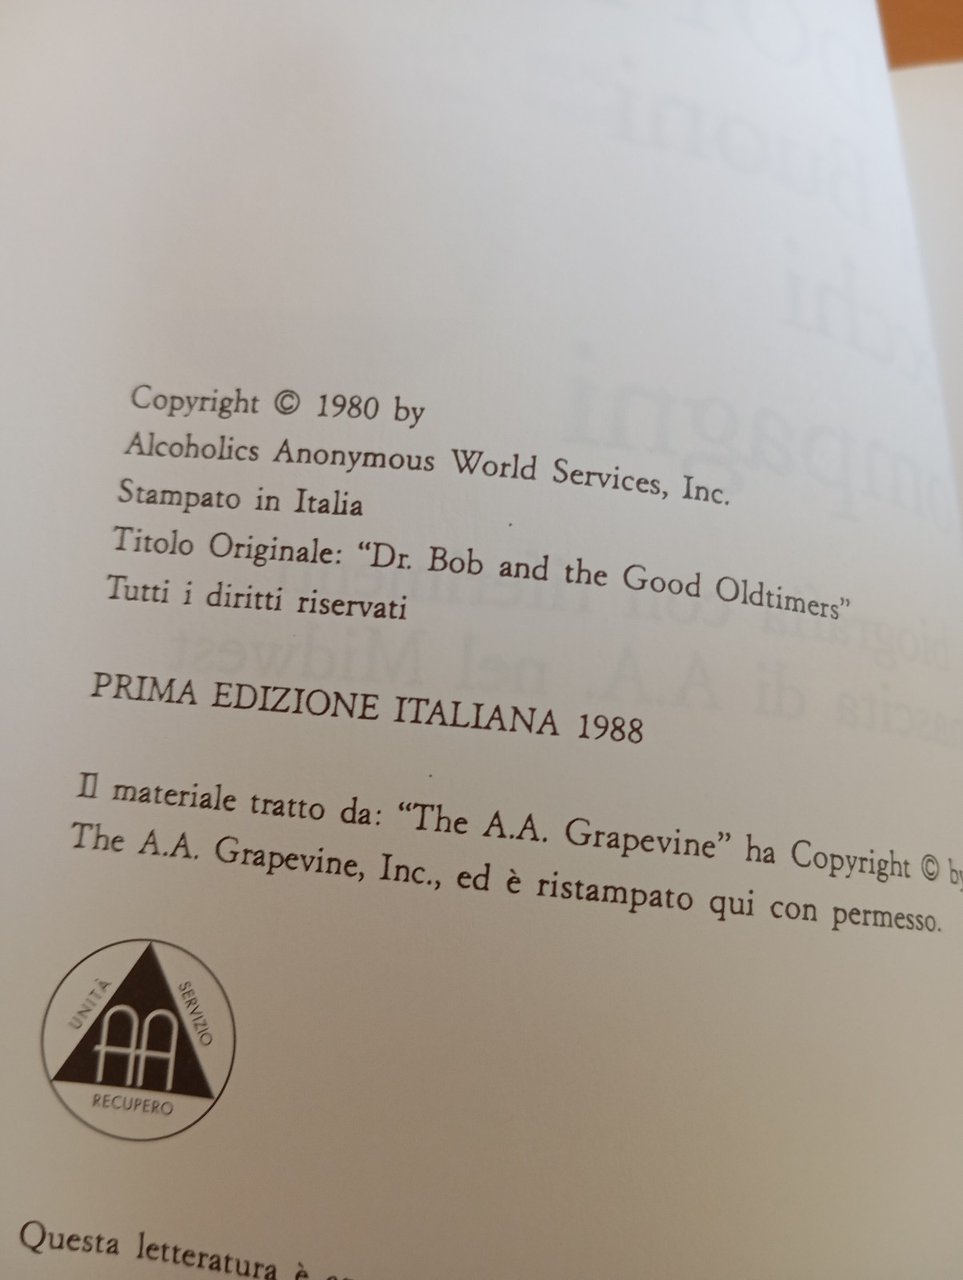 Copyright © 1980 by
Alcoholics Anonymous World Services, Inc.
Stampato in Italia
Titolo Originale: “Dr. Bob and the Good Oldtimers”
Tutti i diritti riservati
PRIMA EDIZIONE ITALIANA 1988
Il materiale tratto da: “The A.A. Grapevine” ha Copyright © by
The A.A. Grapevine, Inc., ed è ristampato qui con permesso.
UNITÀ
SERVIZIO
AA
RECUPERO
Questa letteratura è